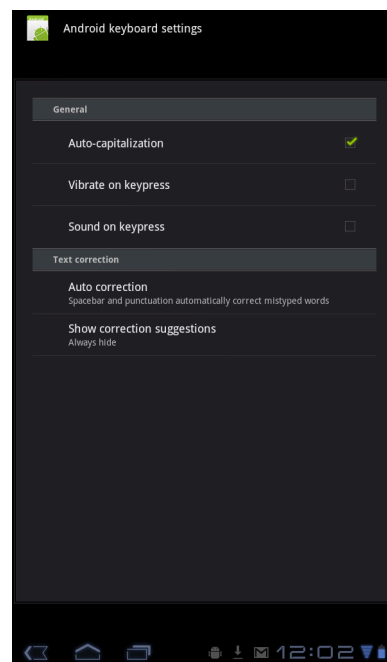 Android keyboard settings
General
Auto-capitalization
Vibrate on keypress
Sound on keypress
Text correction
Auto correction
Spacebar and punctuation automatically correct mistyped words
Show correction suggestions
Always hide
12:02